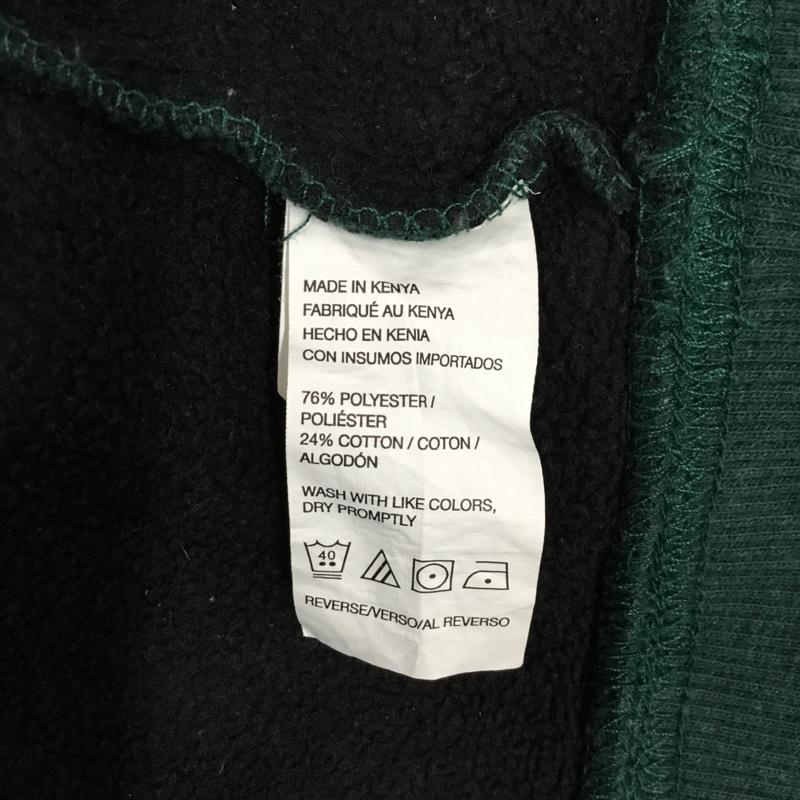 MADE IN KENYA
FABRIQUÉ AU KENYA
HECHO EN KENIA
CON INSUMOS IMPORTADOS
76% POLYESTER /
POLIÉSTER
24% COTTON / COTON /
ALGODÓN
WASH WITH LIKE COLORS,
DRY PROMPTLY
40
REVERSE/VERSO/AL REVERSO